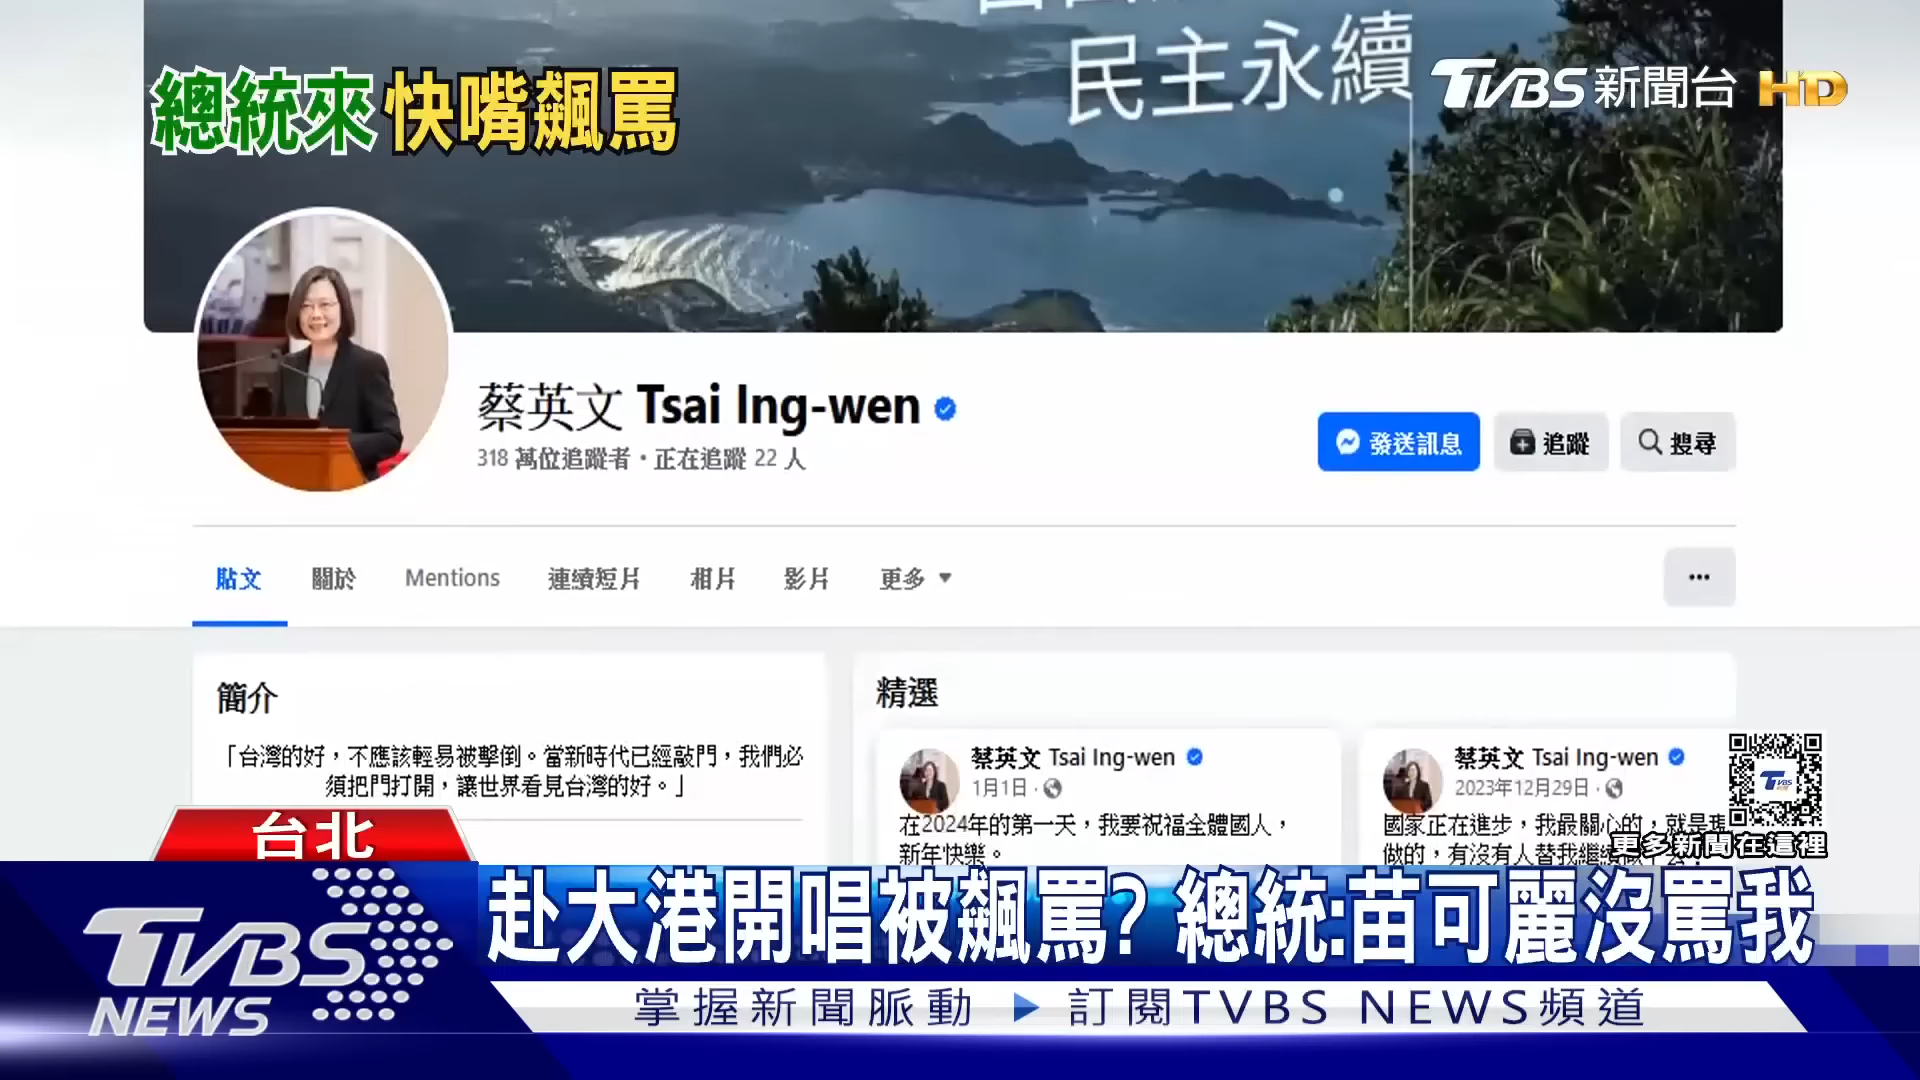 民主永續
TVBS新聞台 HD
總統來 快嘴飆罵
蔡英文 Tsai Ing-wen
318 萬位追蹤者・正在追蹤 22 人
發送訊息
追蹤
搜尋
貼文
關於
Mentions
連續短片
相片
影片
更多
簡介
「台灣的好，不應該輕易被擊倒。當新時代已經敲門，我們必
須把門打開，讓世界看見台灣的好。」
精選
蔡英文 Tsai Ing-wen
1月1日
在2024年的第一天，我要祝福全體國人，
新年快樂。
蔡英文 Tsai Ing-wen
2023年12月29日
國家正在進步，我最關心的，就是
做的，有沒有人替我繼續
TVBS
更多新聞在這裡
台北
赴大港開唱被飆罵? 總統:苗可麗沒罵我
TVBS
NEWS
掌握新聞脈動 ▶ 訂閱TVBS NEWS頻道